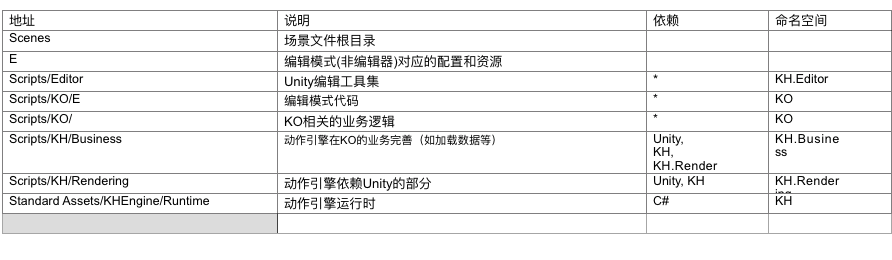 地址 说明 依赖 命名空间
Scenes 场景文件根目录
E 编辑模式(非编辑器)对应的配置和资源
Scripts/Editor Unity编辑工具集 * KH.Editor
Scripts/KO/E 编辑模式代码 * KO
Scripts/KO/ KO相关的业务逻辑 * KO
Scripts/KH/Business 动作引擎在KO的业务完善（如加载数据等） Unity, KH.Busine
KH, ss
KH.Render
Scripts/KH/Rendering 动作引擎依赖Unity的部分 Unity, KH KH.Render
ing
Standard Assets/KHEngine/Runtime 动作引擎运行时 C# KH